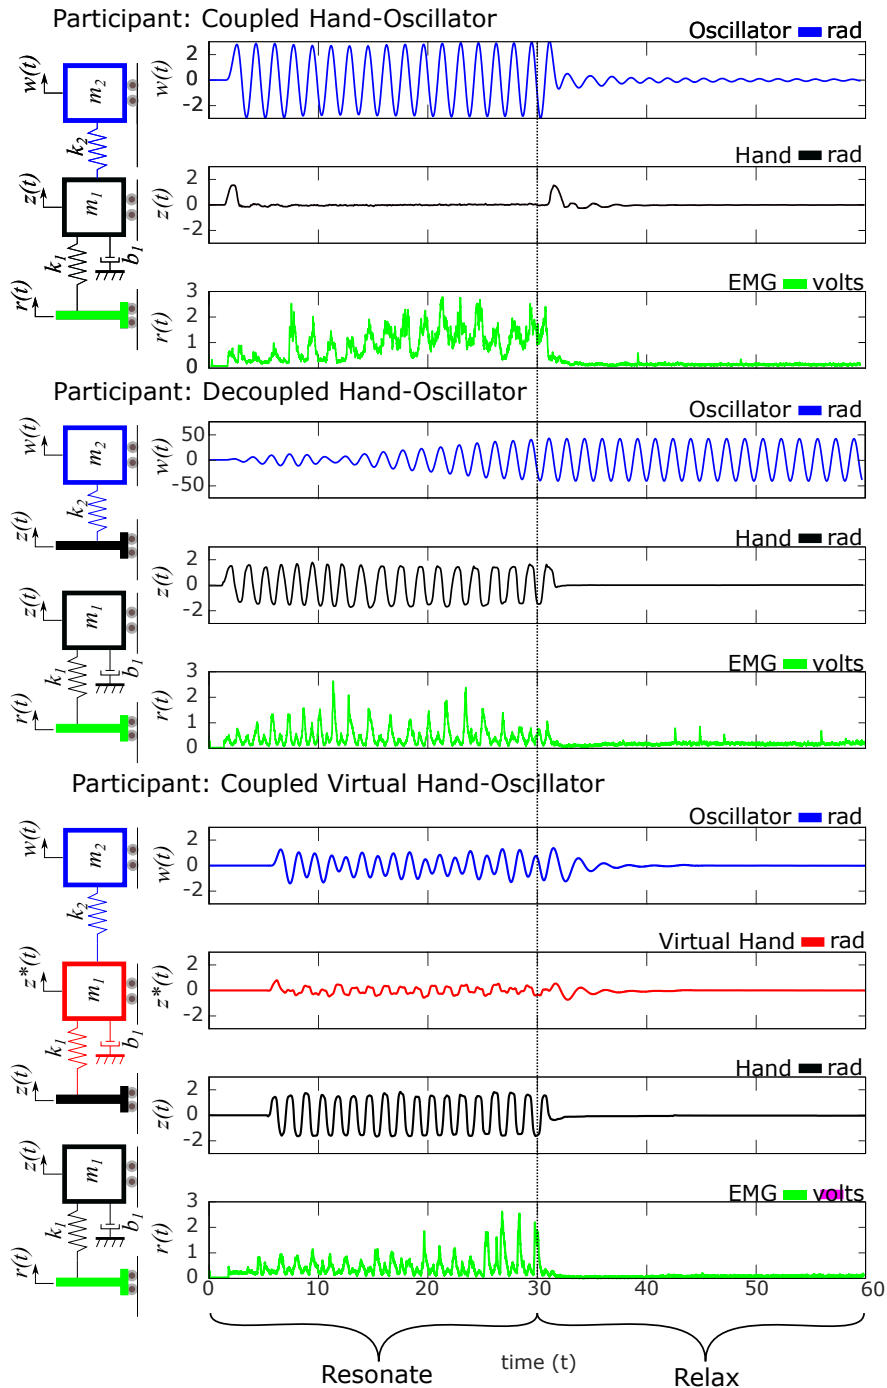 Participant: Coupled Hand-Oscillator
Oscillator rad
w(t)
m2
k2
w(t)
2
0
-2
Hand rad
z(t)
m1
k1
b1
z(t)
2
0
-2
EMG volts
r(t)
r(t)
3
2
1
0
Participant: Decoupled Hand-Oscillator
Oscillator rad
w(t)
m2
k2
w(t)
50
0
-50
Hand rad
z(t)
z(t)
m1
k1
b1
z(t)
2
0
-2
EMG volts
r(t)
r(t)
3
2
1
0
Participant: Coupled Virtual Hand-Oscillator
Oscillator rad
w(t)
m2
k2
w(t)
2
0
-2
Virtual Hand rad
z*(t)
m1
k1
b1
z*(t)
2
0
-2
Hand rad
z(t)
z(t)
m1
k1
b1
z(t)
2
0
-2
EMG volts
r(t)
r(t)
3
2
1
0
0 10 20 30 40 50 60
time (t)
Resonate
Relax